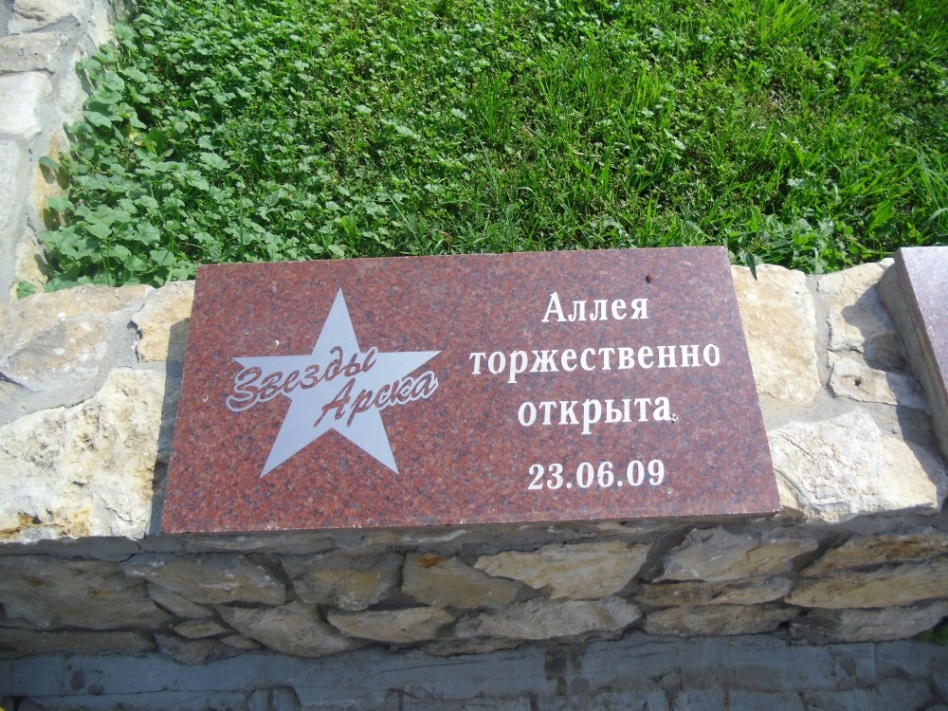 Звезды
Арска
Аллея
торжественно
открыта
23.06.09